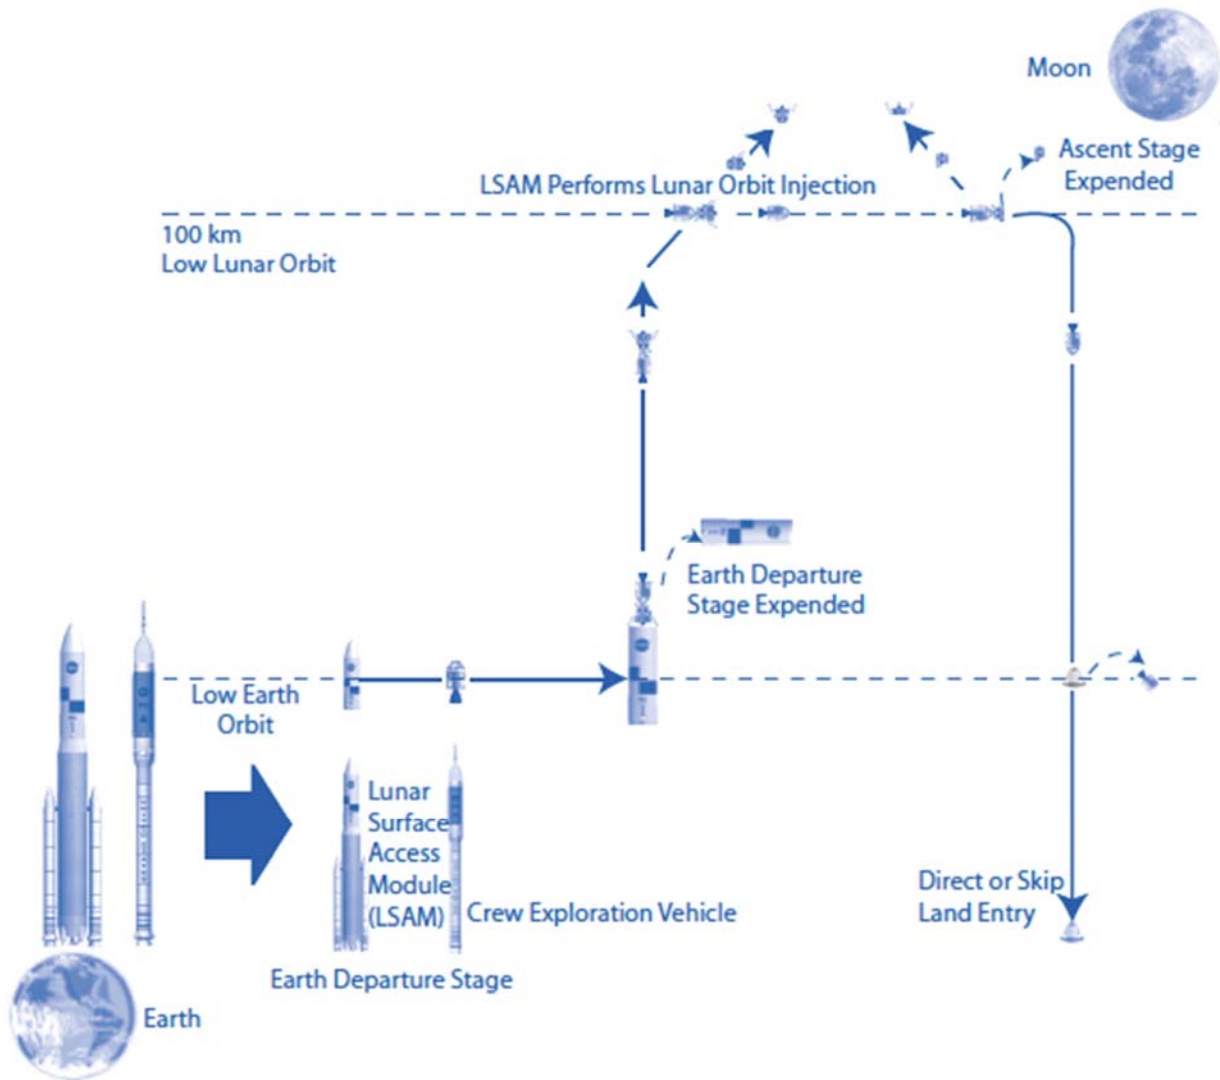 Moon
Ascent Stage
Expended
LSAM Performs Lunar Orbit Injection
100 km
Low Lunar Orbit
Earth Departure
Stage Expended
Low Earth
Orbit
Lunar
Surface
Access
Module
(LSAM)
Crew Exploration Vehicle
Earth Departure Stage
Direct or Skip
Land Entry
Earth